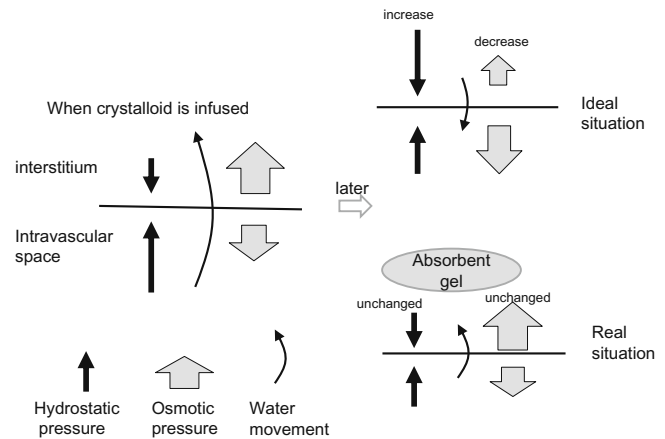 When crystalloid is infused
interstitium
Intravascular
space
later
increase
decrease
Ideal
situation
Absorbent
gel
unchanged
unchanged
Real
situation
Hydrostatic
pressure
Osmotic
pressure
Water
movement